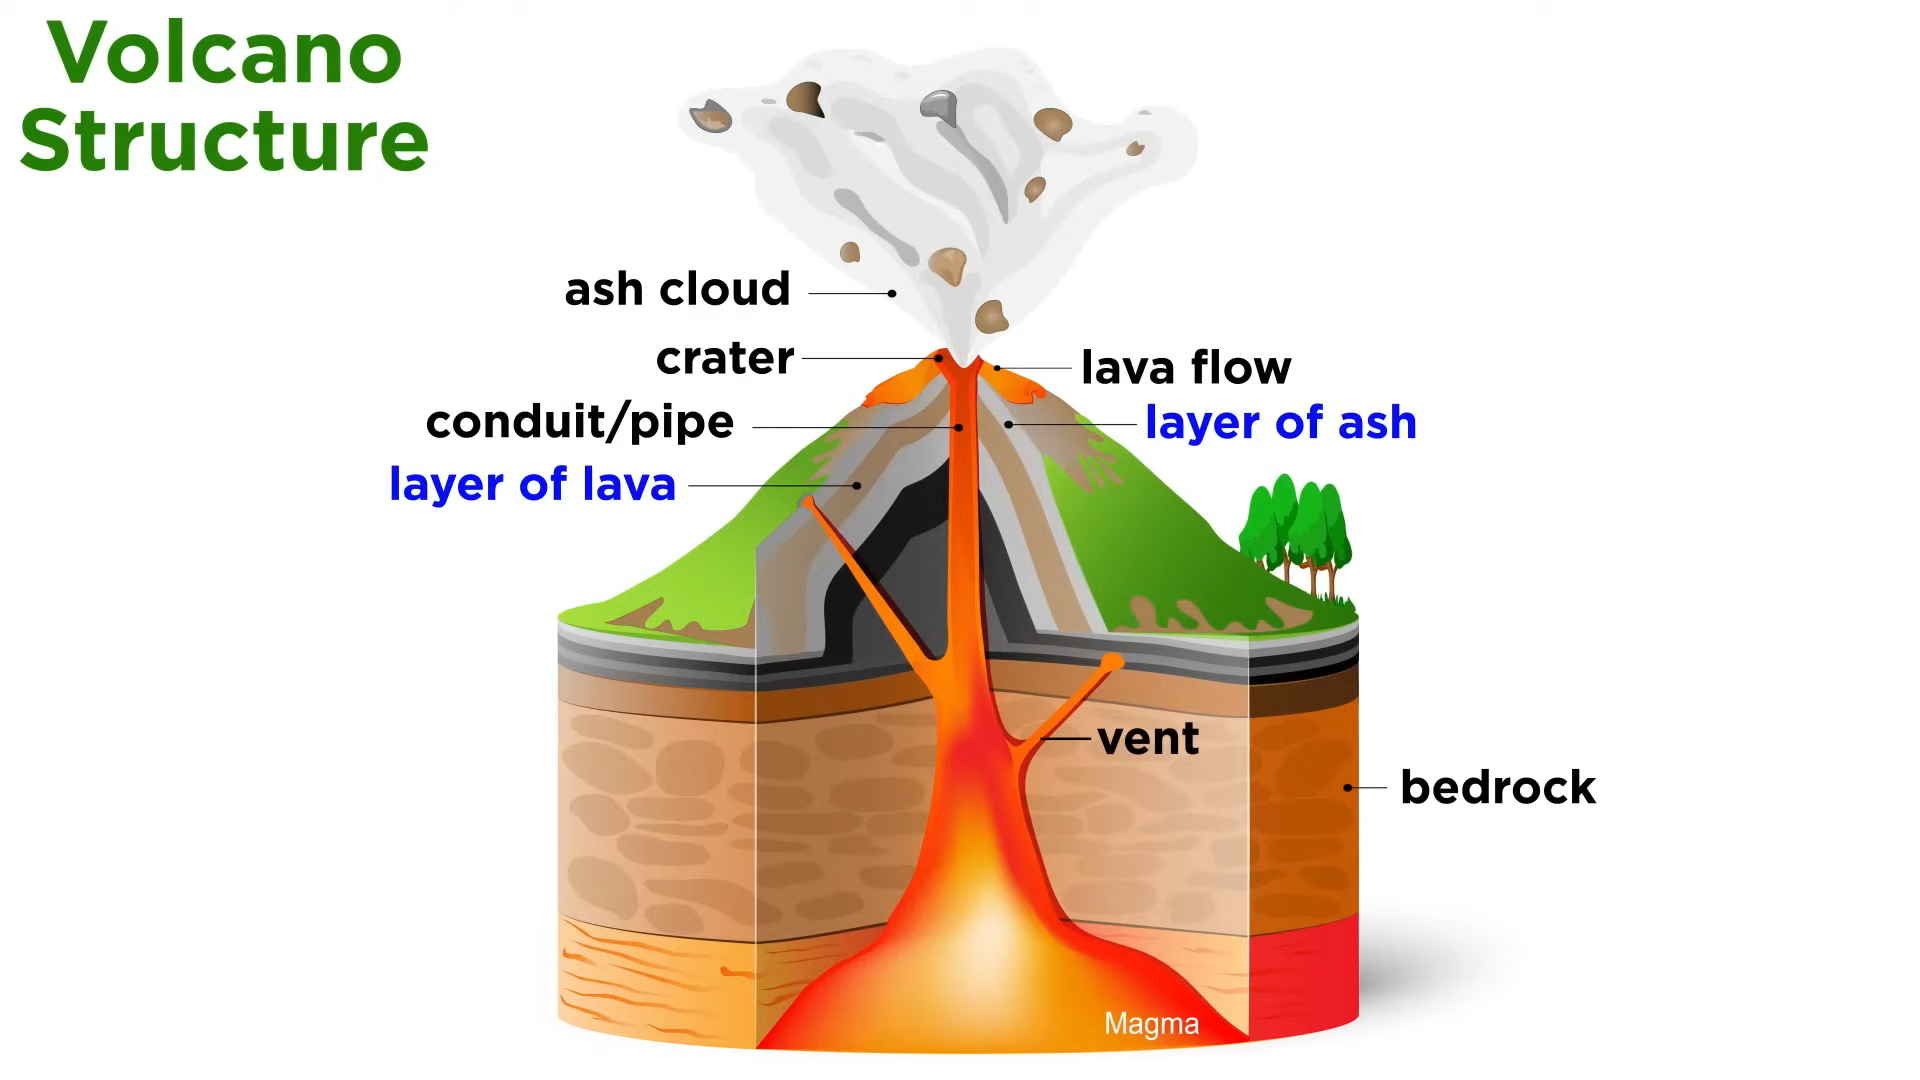 Volcano
Structure
ash cloud
crater
lava flow
conduit/pipe
layer of ash
layer of lava
vent
bedrock
Magma